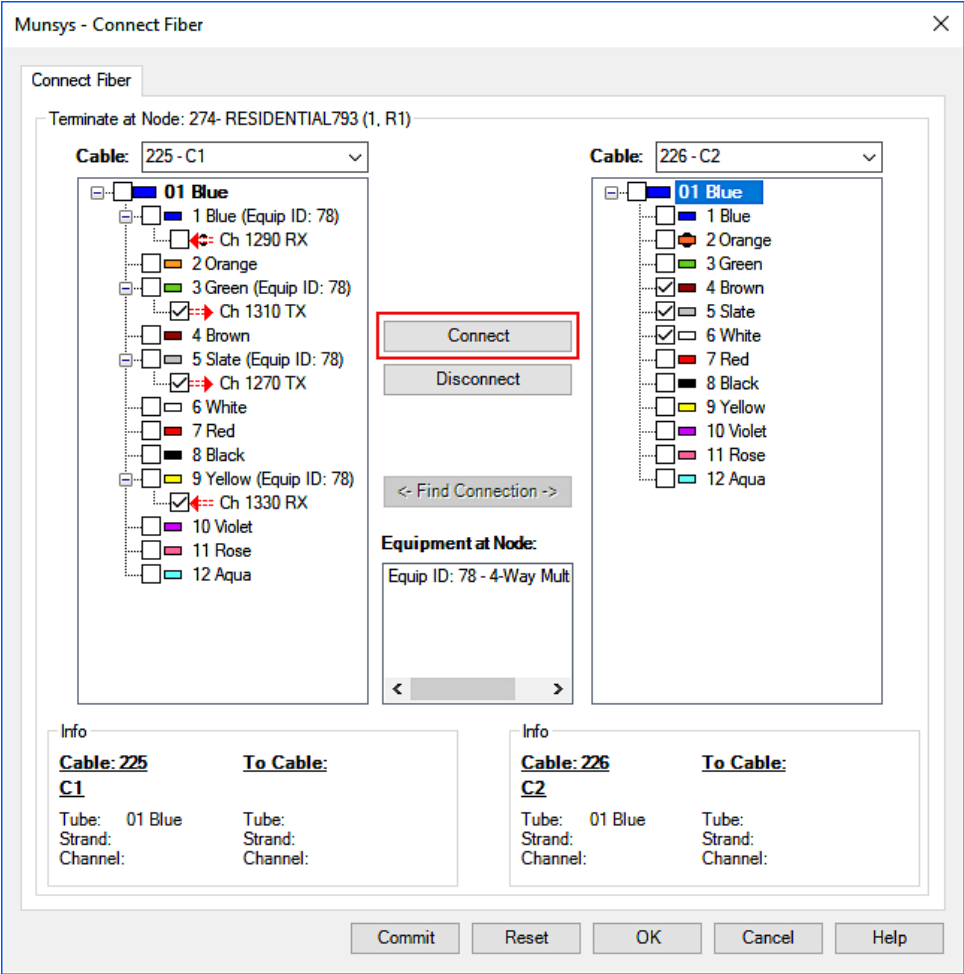 Munsys - Connect Fiber
Connect Fiber
Terminate at Node: 274- RESIDENTIAL793 (1, R1)
Cable: 225 - C1
01 Blue
1 Blue (Equip ID: 78)
Ch 1290 RX
2 Orange
3 Green (Equip ID: 78)
Ch 1310 TX
4 Brown
5 Slate (Equip ID: 78)
Ch 1270 TX
6 White
7 Red
8 Black
9 Yellow (Equip ID: 78)
Ch 1330 RX
10 Violet
11 Rose
12 Aqua
Connect
Disconnect
<- Find Connection ->
Equipment at Node:
Equip ID: 78 - 4-Way Mult
Cable: 226 - C2
01 Blue
1 Blue
2 Orange
3 Green
4 Brown
5 Slate
6 White
7 Red
8 Black
9 Yellow
10 Violet
11 Rose
12 Aqua
Info
Cable: 225 To Cable:
C1
Tube: 01 Blue Tube:
Strand: Strand:
Channel: Channel:
Info
Cable: 226 To Cable:
C2
Tube: 01 Blue Tube:
Strand: Strand:
Channel: Channel:
Commit Reset OK Cancel Help